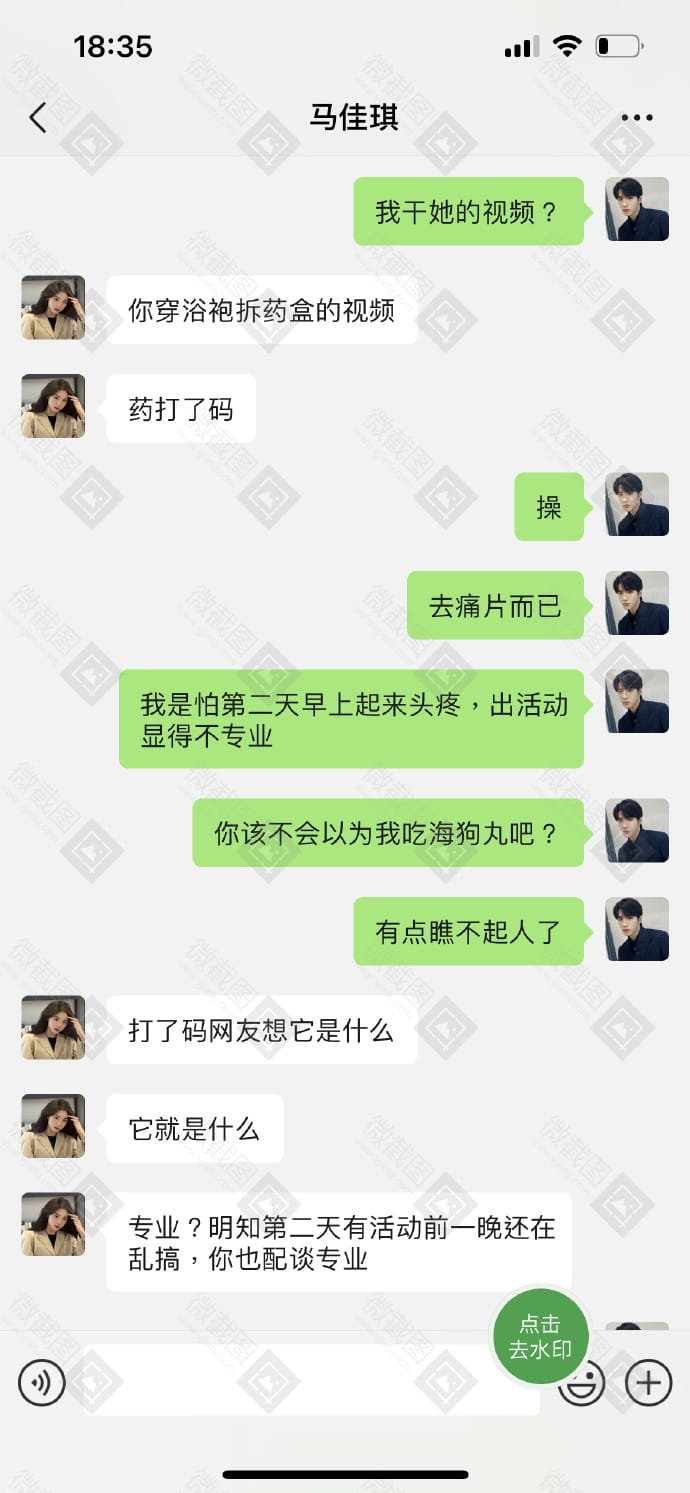 18:35
马佳琪
我干她的视频？
你穿浴袍拆药盒的视频
药打了码
操
去痛片而已
我是怕第二天早上起来头疼，出活动
显得不专业
你该不会以为我吃海狗丸吧？
有点瞧不起人了
打了码网友想它是什么
它就是什么
专业？明知第二天有活动前一晚还在
乱搞，你也配谈专业
点击
去水印
微截图